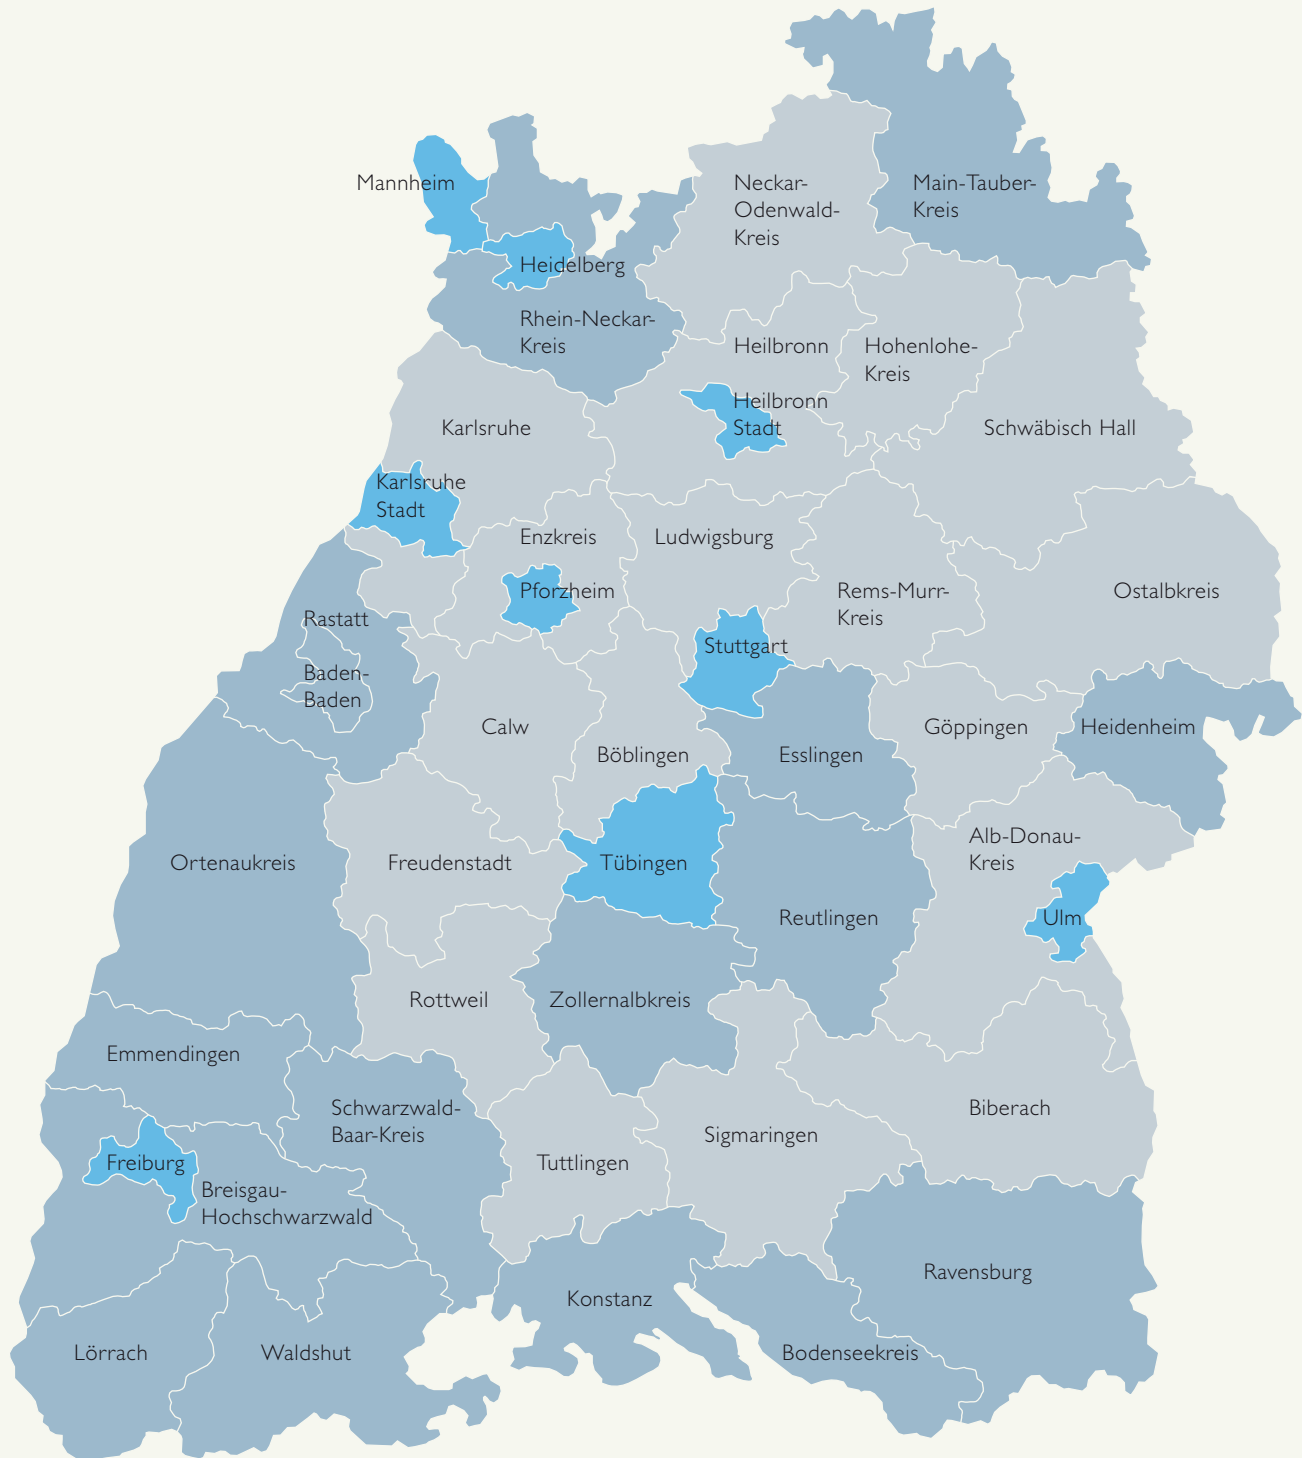 Mannheim
Neckar-
Odenwald-
Kreis
Main-Tauber-
Kreis
Heidelberg
Rhein-Neckar-
Kreis
Heilbronn
Hohenlohe-
Kreis
Heilbronn
Stadt
Karlsruhe
Schwäbisch Hall
Karlsruhe
Stadt
Enzkreis
Ludwigsburg
Pforzheim
Rems-Murr-
Kreis
Ostalbkreis
Rastatt
Stuttgart
Baden-
Baden
Calw
Böblingen
Esslingen
Göppingen
Heidenheim
Ortenaukreis
Freudenstadt
Tübingen
Alb-Donau-
Kreis
Reutlingen
Ulm
Rottweil
Zollernalbkreis
Emmendingen
Schwarzwald-
Baar-Kreis
Biberach
Sigmaringen
Freiburg
Tuttlingen
Breisgau-
Hochschwarzwald
Ravensburg
Konstanz
Lörrach
Waldshut
Bodenseekreis